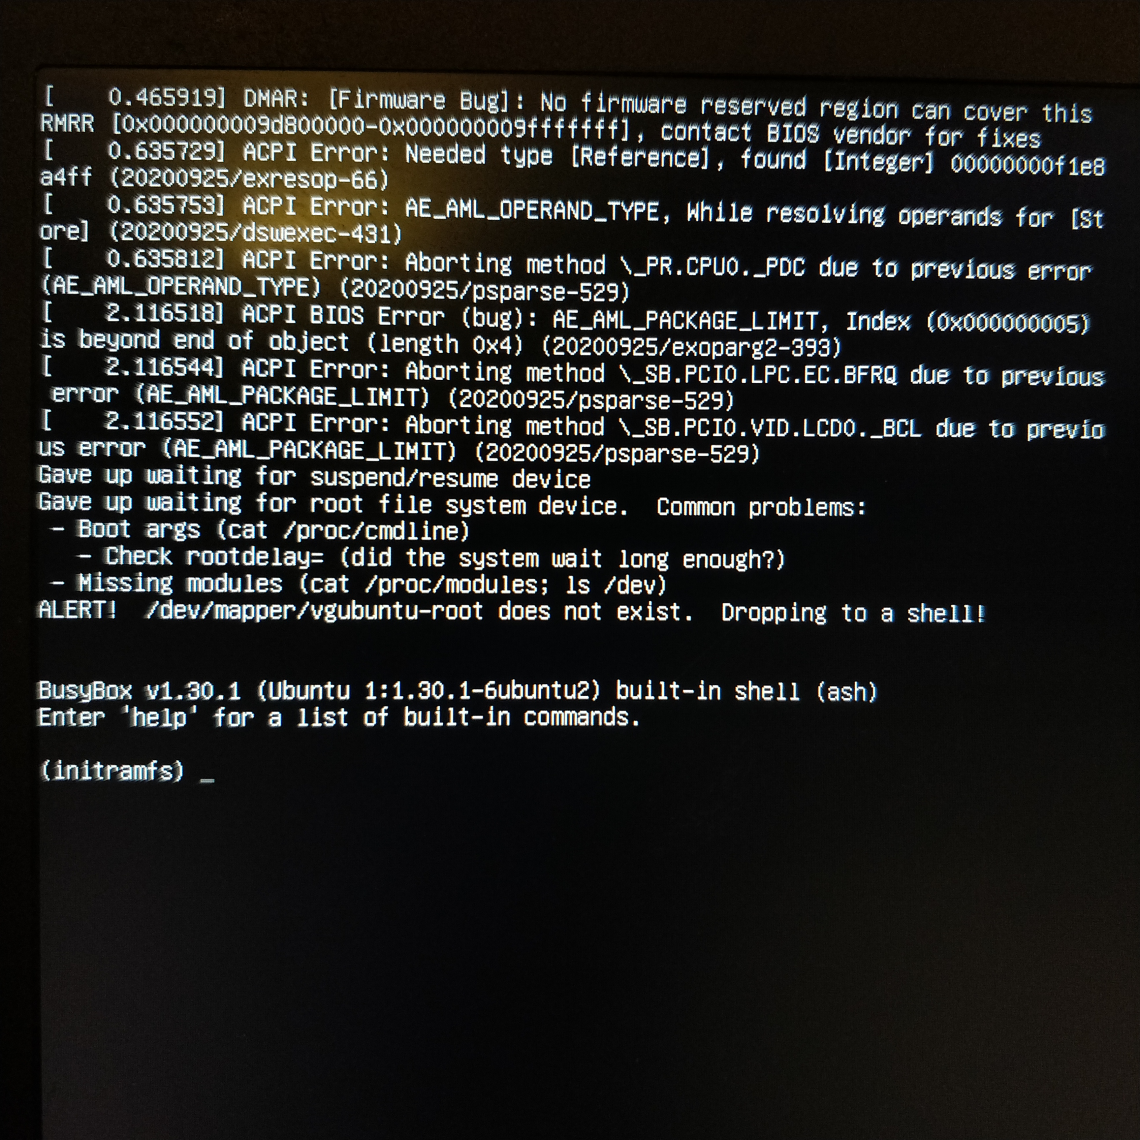 [    0.465919] DMAR: [Firmware Bug]: No firmware reserved region can cover this
RMRR [0x000000009d800000-0x000000009fffffff], contact BIOS vendor for fixes
[    0.635729] ACPI Error: Needed type [Reference], found [Integer] 00000000f1e8
a4ff (20200925/exresop-66)
[    0.635753] ACPI Error: AE_AML_OPERAND_TYPE, While resolving operands for [St
ore] (20200925/dswexec-431)
[    0.635812] ACPI Error: Aborting method \_PR.CPU0._PDC due to previous error
(AE_AML_OPERAND_TYPE) (20200925/psparse-529)
[    2.116518] ACPI BIOS Error (bug): AE_AML_PACKAGE_LIMIT, Index (0x000000005)
is beyond end of object (length 0x4) (20200925/exoparg2-393)
[    2.116544] ACPI Error: Aborting method \_SB.PCI0.LPC.EC.BFRQ due to previous
 error (AE_AML_PACKAGE_LIMIT) (20200925/psparse-529)
[    2.116552] ACPI Error: Aborting method \_SB.PCI0.VID.LCD0._BCL due to previo
us error (AE_AML_PACKAGE_LIMIT) (20200925/psparse-529)
Gave up waiting for suspend/resume device
Gave up waiting for root file system device.  Common problems:
 - Boot args (cat /proc/cmdline)
   - Check rootdelay= (did the system wait long enough?)
 - Missing modules (cat /proc/modules; ls /dev)
ALERT!  /dev/mapper/vgubuntu-root does not exist.  Dropping to a shell!
BusyBox v1.30.1 (Ubuntu 1:1.30.1-6ubuntu2) built-in shell (ash)
Enter 'help' for a list of built-in commands.
(initramfs) _